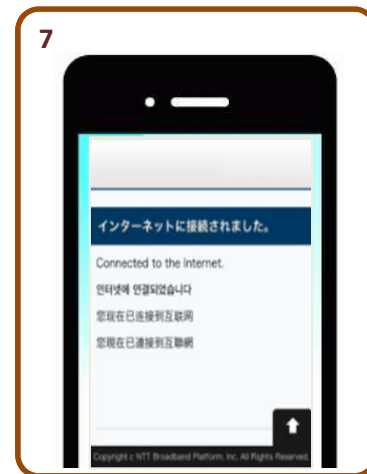 7
インターネットに接続されました。
Connected to the Internet.
인터넷에 연결되었습니다
您现在已连接到互联网
您現在已連接到互聯網
Copyright c NTT Broadband Platform, Inc. All Rights Reserved.